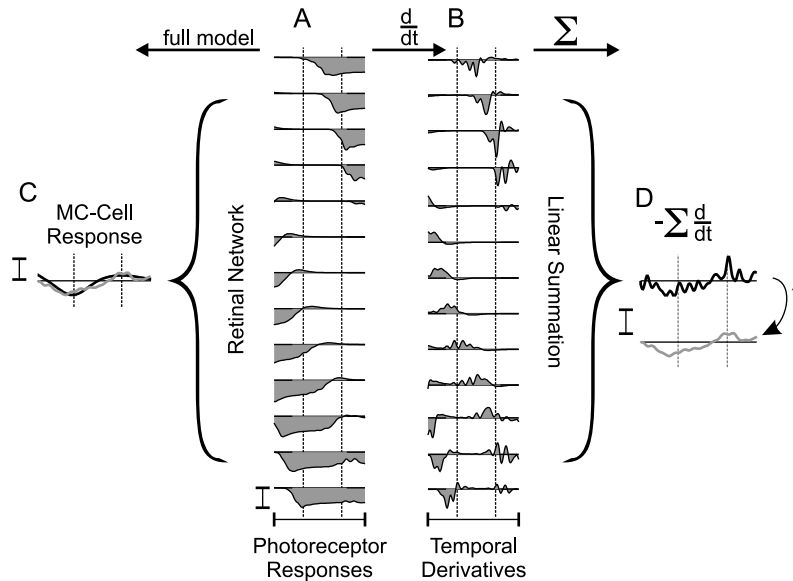 A
d/dt
B
Σ
full model
C
MC-Cell
Response
Retinal Network
Linear Summation
D
-Σ d/dt
Photoreceptor
Responses
Temporal
Derivatives